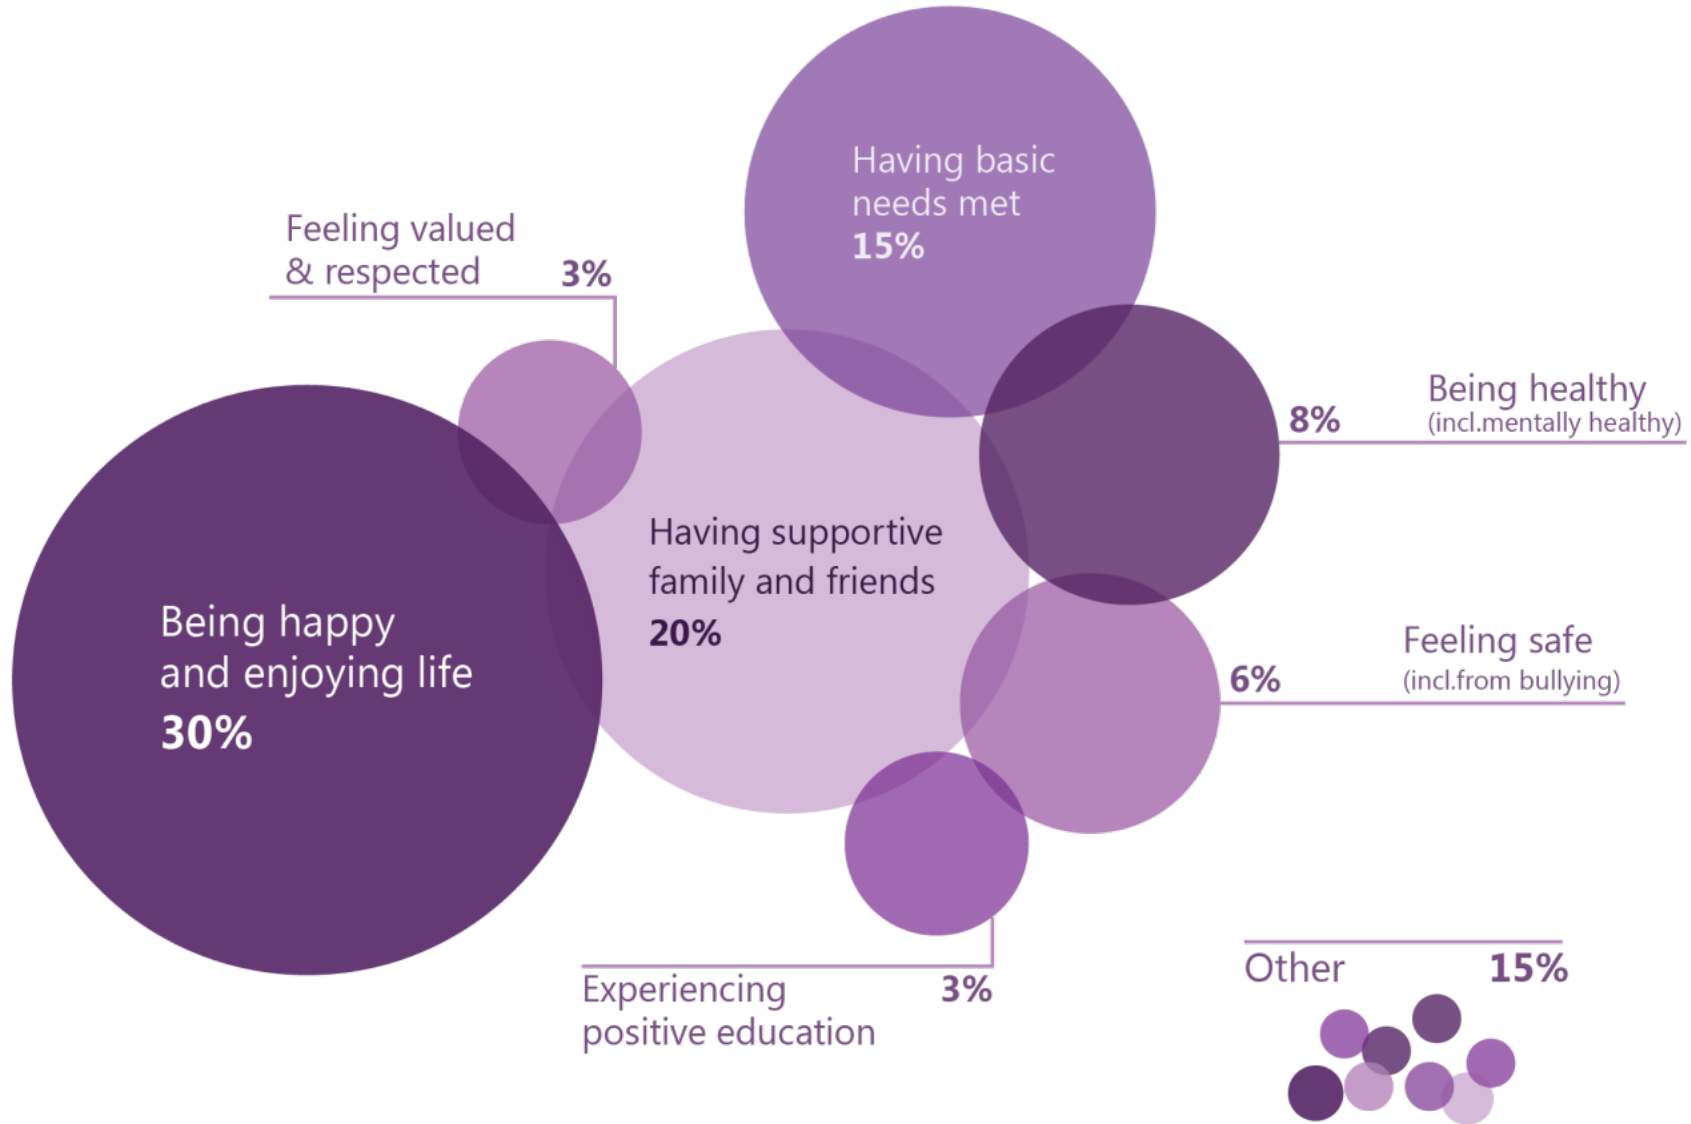 Having basic
needs met
15%
Feeling valued
& respected 3%
Being healthy
(incl.mentally healthy)
8%
Having supportive
family and friends
20%
Being happy
and enjoying life
30%
Feeling safe
(incl.from bullying)
6%
Experiencing
positive education
3%
Other 15%